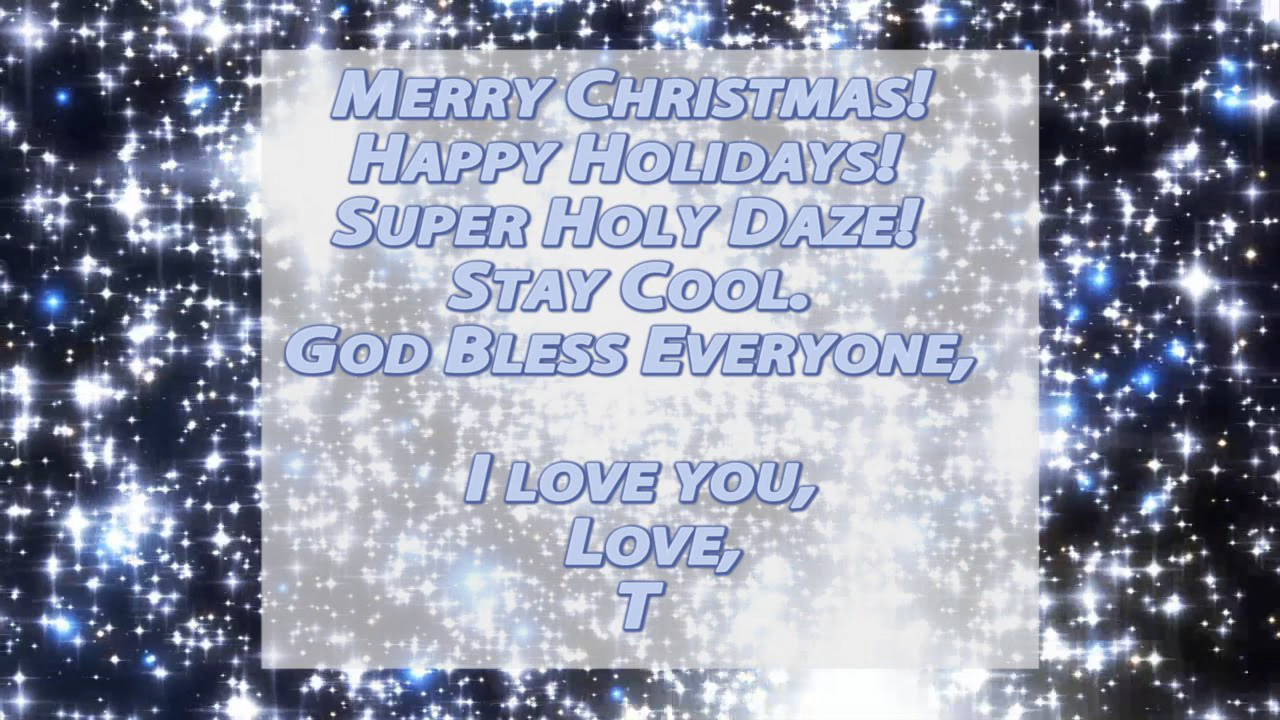 Merry Christmas!
Happy Holidays!
Super Holy Daze!
Stay Cool.
God Bless Everyone,
I love you,
Love,
T